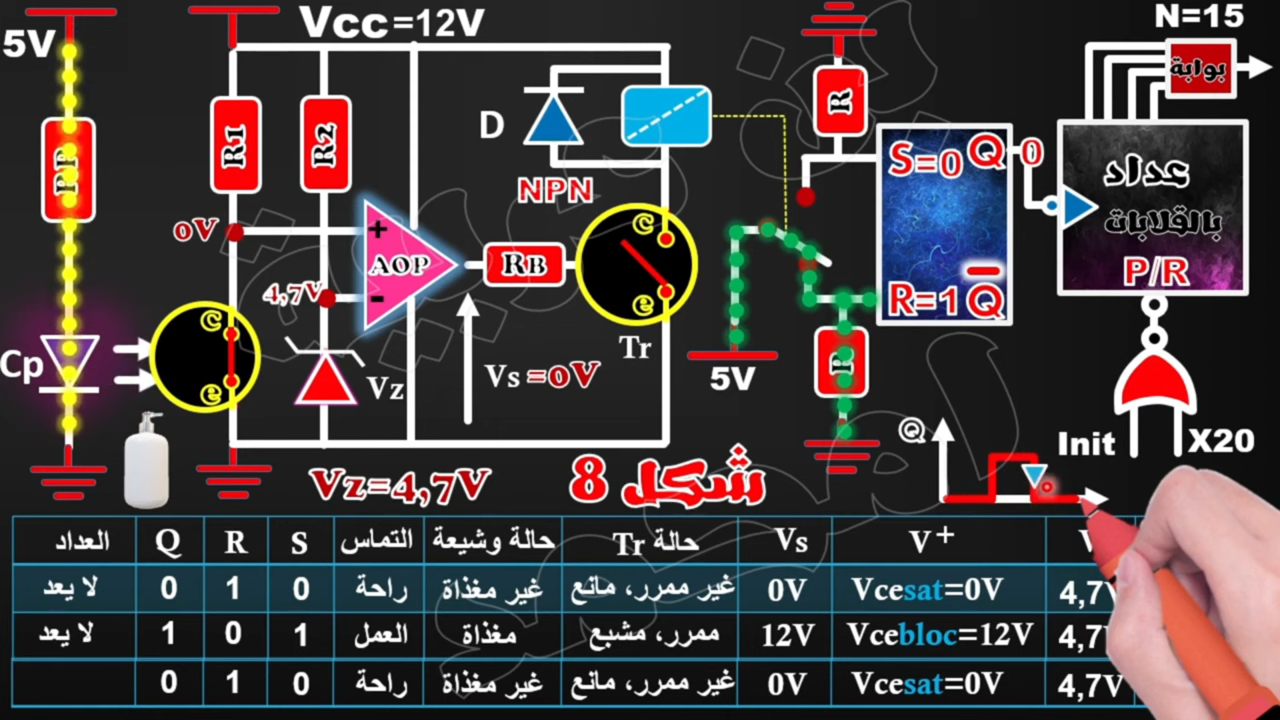 5V
Vcc=12V
N=15
بوابة
R1
R2
D
NPN
R
S=0 Q 0
R=1 Q
عداد
بالقلابات
P/R
0V
4,7V
+
AOP
-
RB
c
e
Tr
c
e
Cp
Vz
Vs =0V
5V
Q
Init
X20
Vz=4,7V
شكل 8
العداد Q R S التماس حالة وشيعة حالة Tr Vs V+
لا يعد 0 1 0 راحة غير مغذاة غير ممرر، مانع 0V Vcesat=0V 4,7V
لا يعد 1 0 1 العمل مغذاة ممرر، مشبع 12V Vcebloc=12V 4,7V
0 1 0 راحة غير مغذاة غير ممرر، مانع 0V Vcesat=0V 4,7V